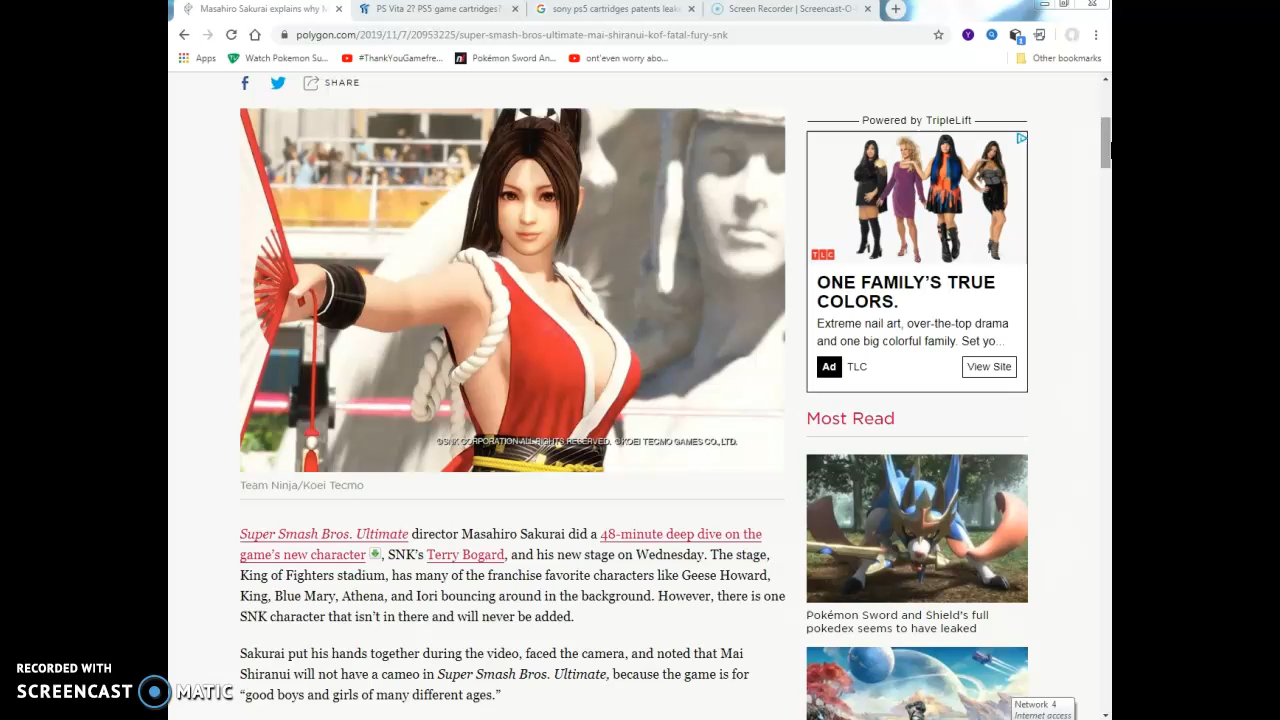 Masahiro Sakurai explains why M
PS Vita 2? PS5 game cartridges?
sony ps5 cartridges patents leak
Screen Recorder | Screencast-O-
polygon.com/2019/11/7/20953225/super-smash-bros-ultimate-mai-shiranui-kof-fatal-fury-snk
Apps
Watch Pokemon Su...
#ThankYouGamefre...
Pokémon Sword An...
ont'even worry abo...
Other bookmarks
SHARE
©SNK CORPORATION ALL RIGHTS RESERVED. ©KOEI TECMO GAMES CO., LTD.
Team Ninja/Koei Tecmo
Super Smash Bros. Ultimate director Masahiro Sakurai did a 48-minute deep dive on the
game's new character, SNK's Terry Bogard, and his new stage on Wednesday. The stage,
King of Fighters stadium, has many of the franchise favorite characters like Geese Howard,
King, Blue Mary, Athena, and Iori bouncing around in the background. However, there is one
SNK character that isn't in there and will never be added.
Sakurai put his hands together during the video, faced the camera, and noted that Mai
Shiranui will not have a cameo in Super Smash Bros. Ultimate, because the game is for
“good boys and girls of many different ages.”
Powered by TripleLift
TLC
ONE FAMILY'S TRUE
COLORS.
Extreme nail art, over-the-top drama
and one big colorful family. Set yo...
Ad TLC
View Site
Most Read
Pokémon Sword and Shield's full
pokedex seems to have leaked
Network 4
Internet access
RECORDED WITH
SCREENCAST MATIC